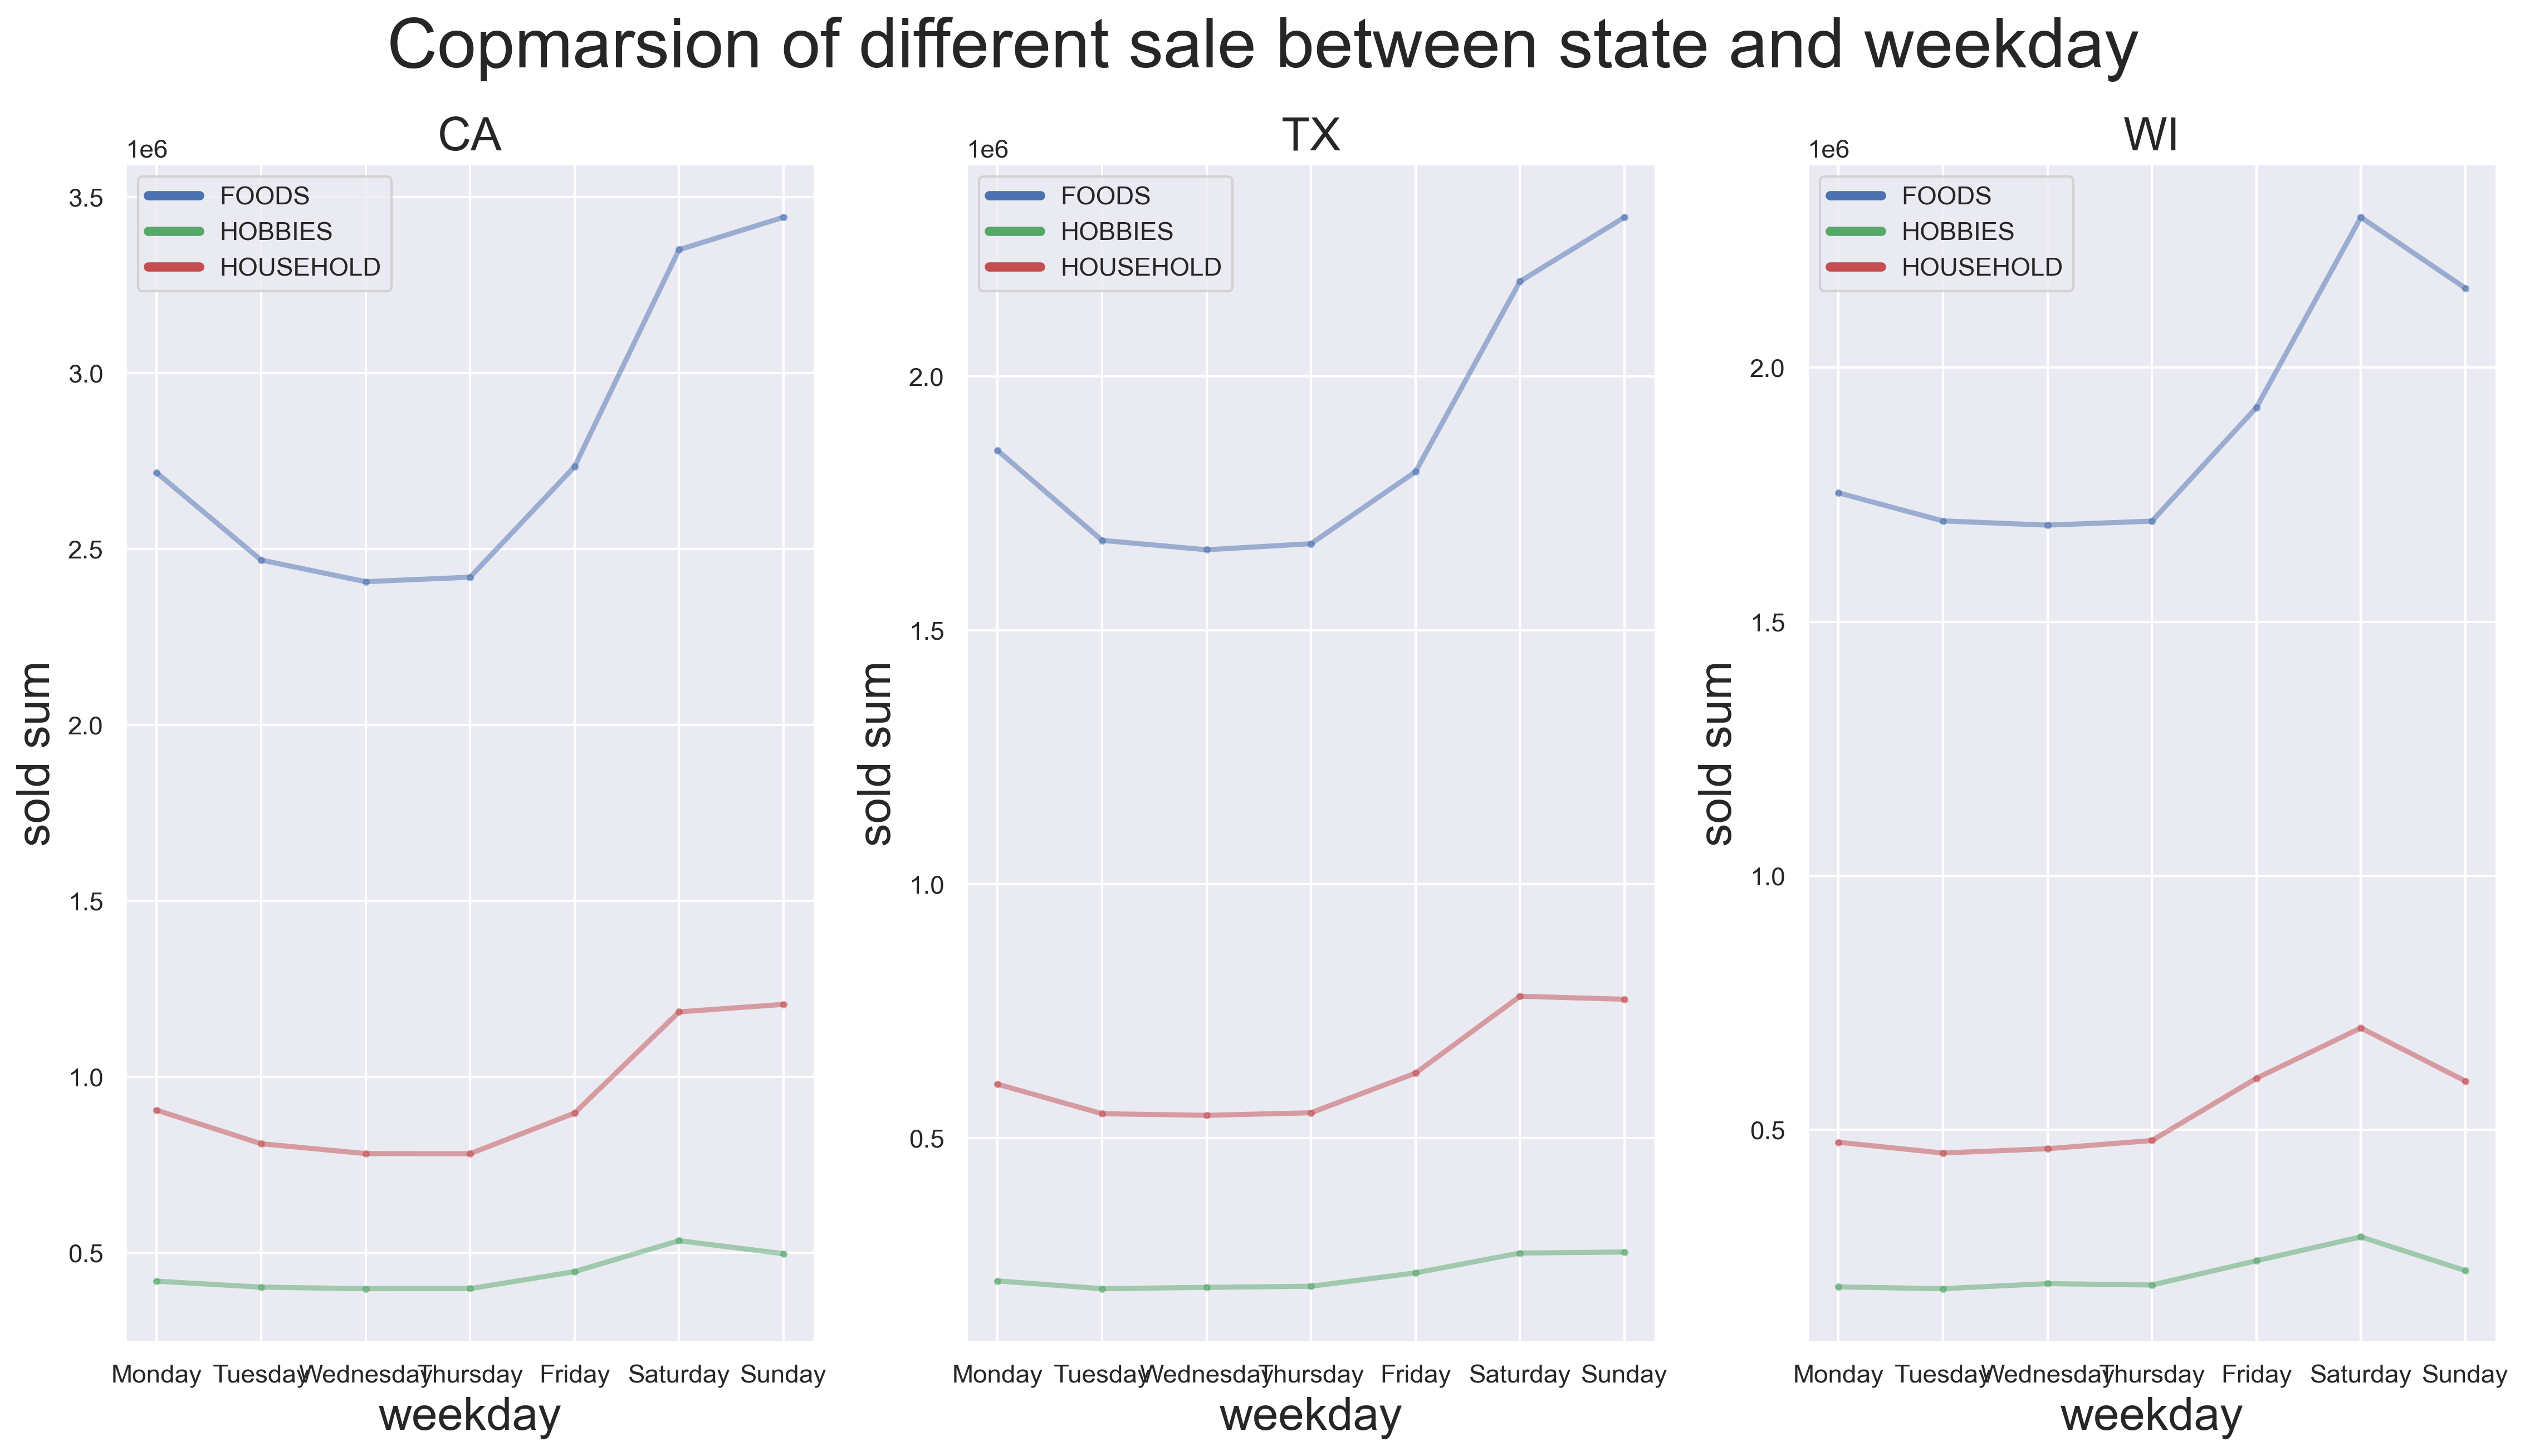 Copmarsion of different sale between state and weekday
CA
1e6
FOODS
HOBBIES
HOUSEHOLD
3.5
3.0
2.5
2.0
1.5
1.0
0.5
sold sum
Monday Tuesday Wednesday Thursday Friday Saturday Sunday
weekday
TX
1e6
FOODS
HOBBIES
HOUSEHOLD
2.0
1.5
1.0
0.5
sold sum
Monday Tuesday Wednesday Thursday Friday Saturday Sunday
weekday
WI
1e6
FOODS
HOBBIES
HOUSEHOLD
2.0
1.5
1.0
0.5
sold sum
Monday Tuesday Wednesday Thursday Friday Saturday Sunday
weekday